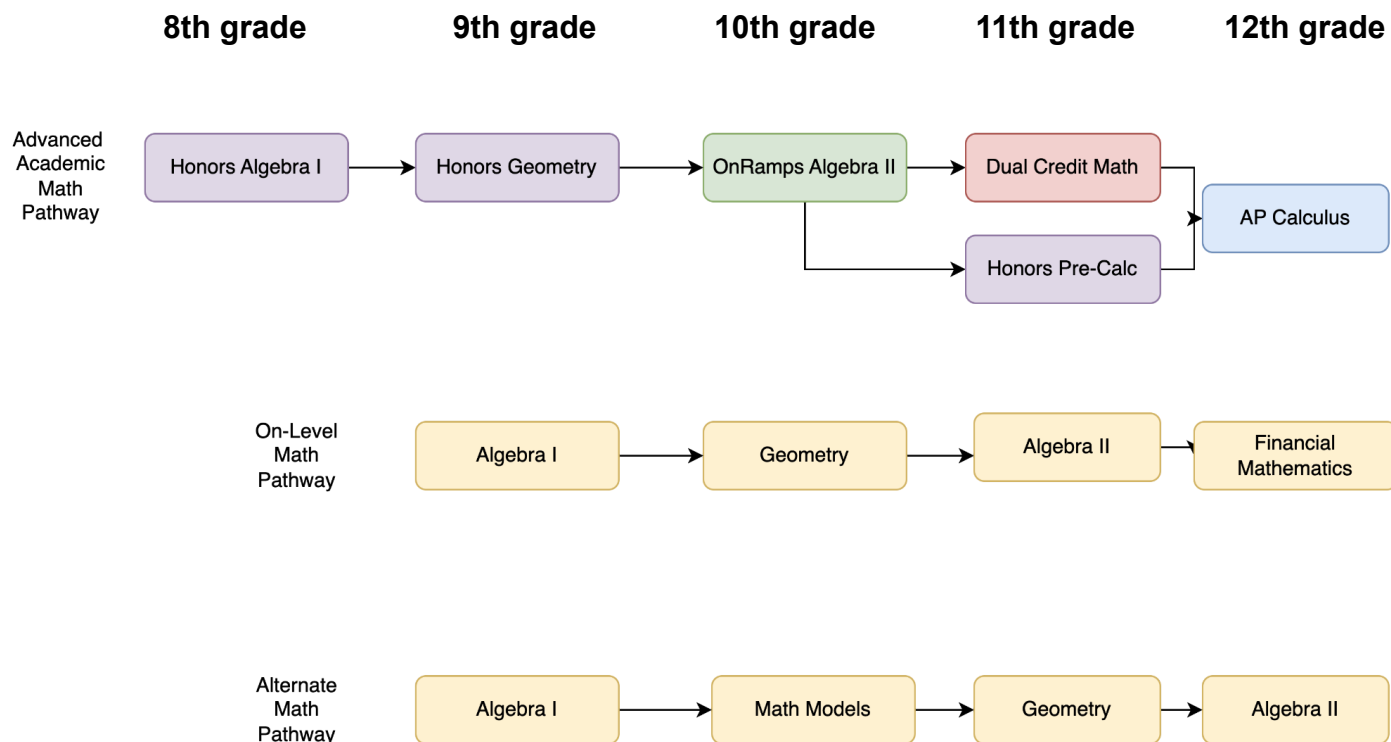 8th grade 9th grade 10th grade 11th grade 12th grade
Advanced
Academic
Math
Pathway
Honors Algebra I
Honors Geometry
OnRamps Algebra II
Dual Credit Math
AP Calculus
Honors Pre-Calc
On-Level
Math
Pathway
Algebra I
Geometry
Algebra II
Financial
Mathematics
Alternate
Math
Pathway
Algebra I
Math Models
Geometry
Algebra II